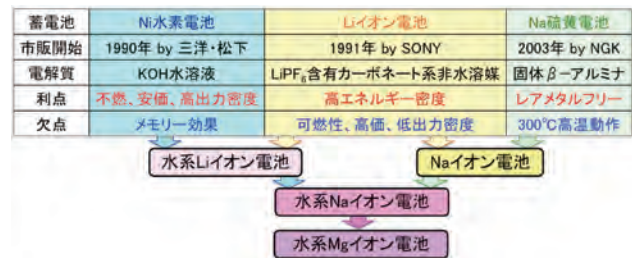 蓄電池 Ni水素電池 Liイオン電池 Na硫黄電池
市販開始 1990年 by 三洋・松下 1991年 by SONY 2003年 by NGK
電解質 KOH水溶液 LiPF₆含有カーボネート系非水溶媒 固体β-アルミナ
利点 不燃、安価、高出力密度 高エネルギー密度 レアメタルフリー
欠点 メモリー効果 可燃性、高価、低出力密度 300℃高温動作
水系Liイオン電池 Naイオン電池
水系Naイオン電池
水系Mgイオン電池